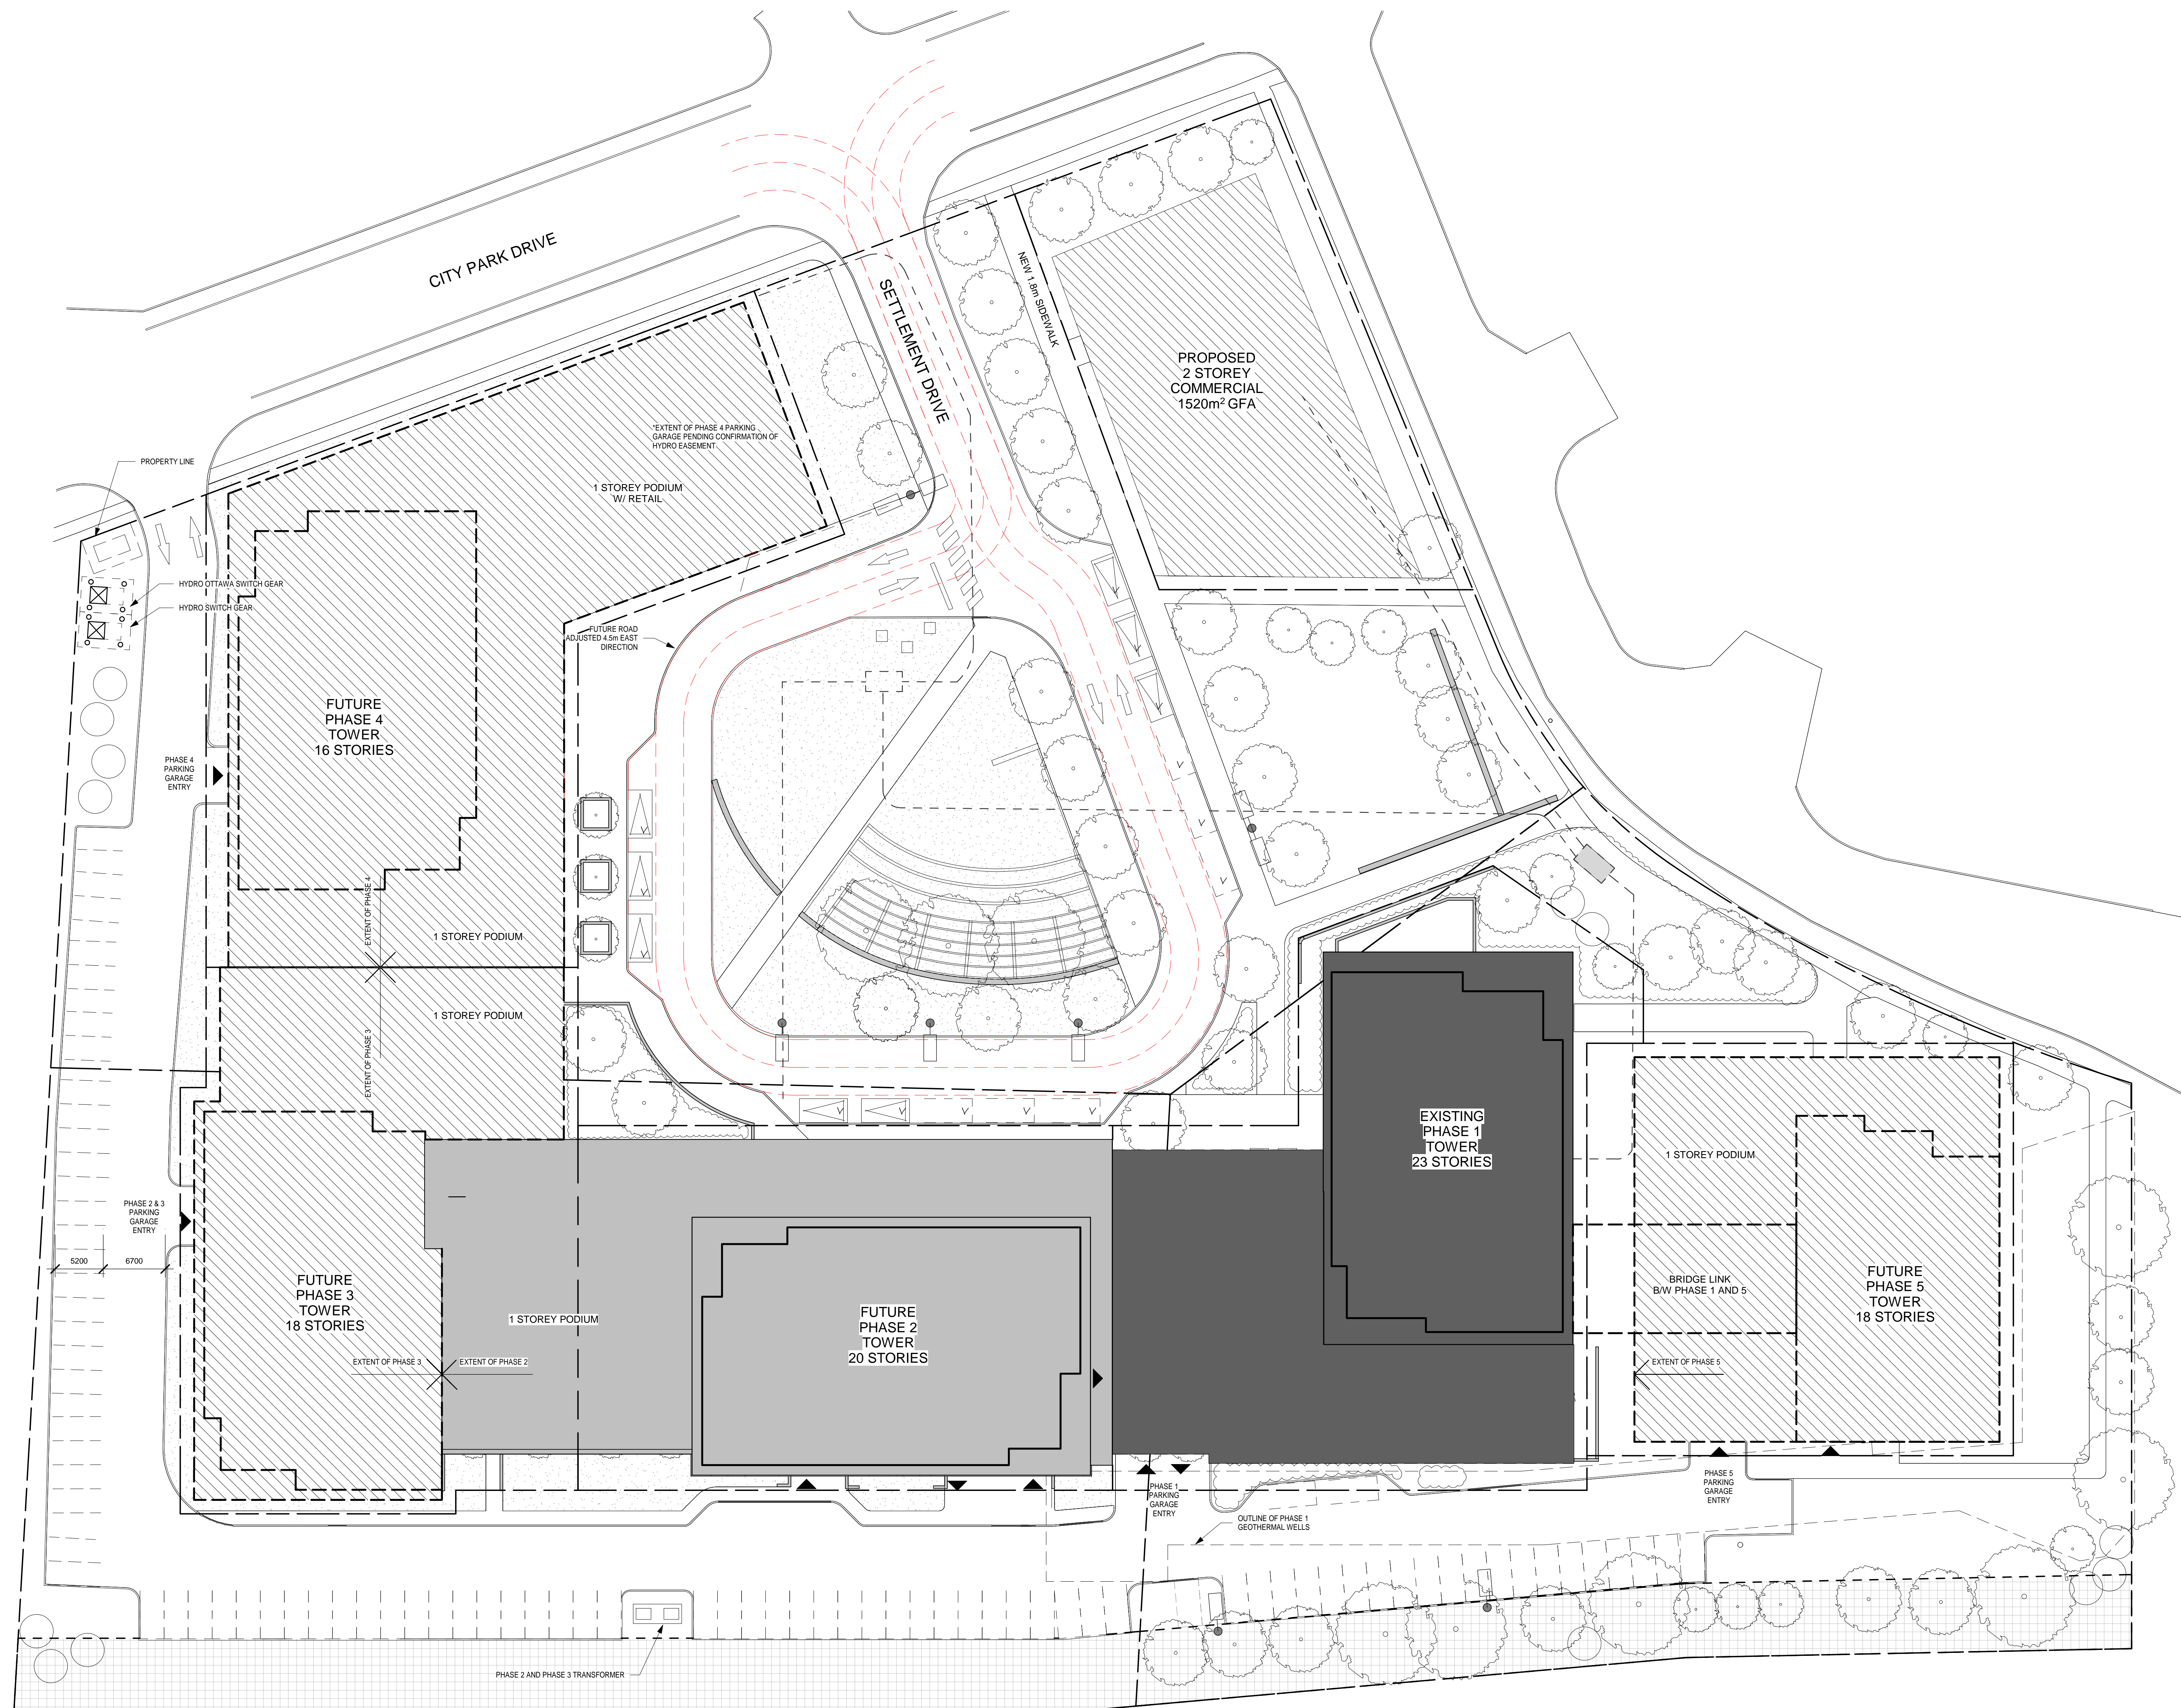 CITY PARK DRIVE
SETTLEMENT DRIVE
NEW 1.8m SIDEWALK
PROPOSED
2 STOREY
COMMERCIAL
1520m² GFA
*EXTENT OF PHASE 4 PARKING
GARAGE PENDING CONFIRMATION OF
HYDRO EASEMENT
PROPERTY LINE
1 STOREY PODIUM
W/ RETAIL
HYDRO OTTAWA SWITCH GEAR
HYDRO SWITCH GEAR
FUTURE ROAD
ADJUSTED 4.5m EAST
DIRECTION
FUTURE
PHASE 4
TOWER
16 STORIES
PHASE 4
PARKING
GARAGE
ENTRY
EXTENT OF PHASE 4
1 STOREY PODIUM
1 STOREY PODIUM
EXTENT OF PHASE 3
EXISTING
PHASE 1
TOWER
23 STORIES
1 STOREY PODIUM
PHASE 2 & 3
PARKING
GARAGE
ENTRY
5200
6700
FUTURE
PHASE 3
TOWER
18 STORIES
1 STOREY PODIUM
FUTURE
PHASE 2
TOWER
20 STORIES
BRIDGE LINK
B/W PHASE 1 AND 5
FUTURE
PHASE 5
TOWER
18 STORIES
EXTENT OF PHASE 3
EXTENT OF PHASE 2
EXTENT OF PHASE 5
PHASE 1
PARKING
GARAGE
ENTRY
PHASE 5
PARKING
GARAGE
ENTRY
OUTLINE OF PHASE 1
GEOTHERMAL WELLS
PHASE 2 AND PHASE 3 TRANSFORMER